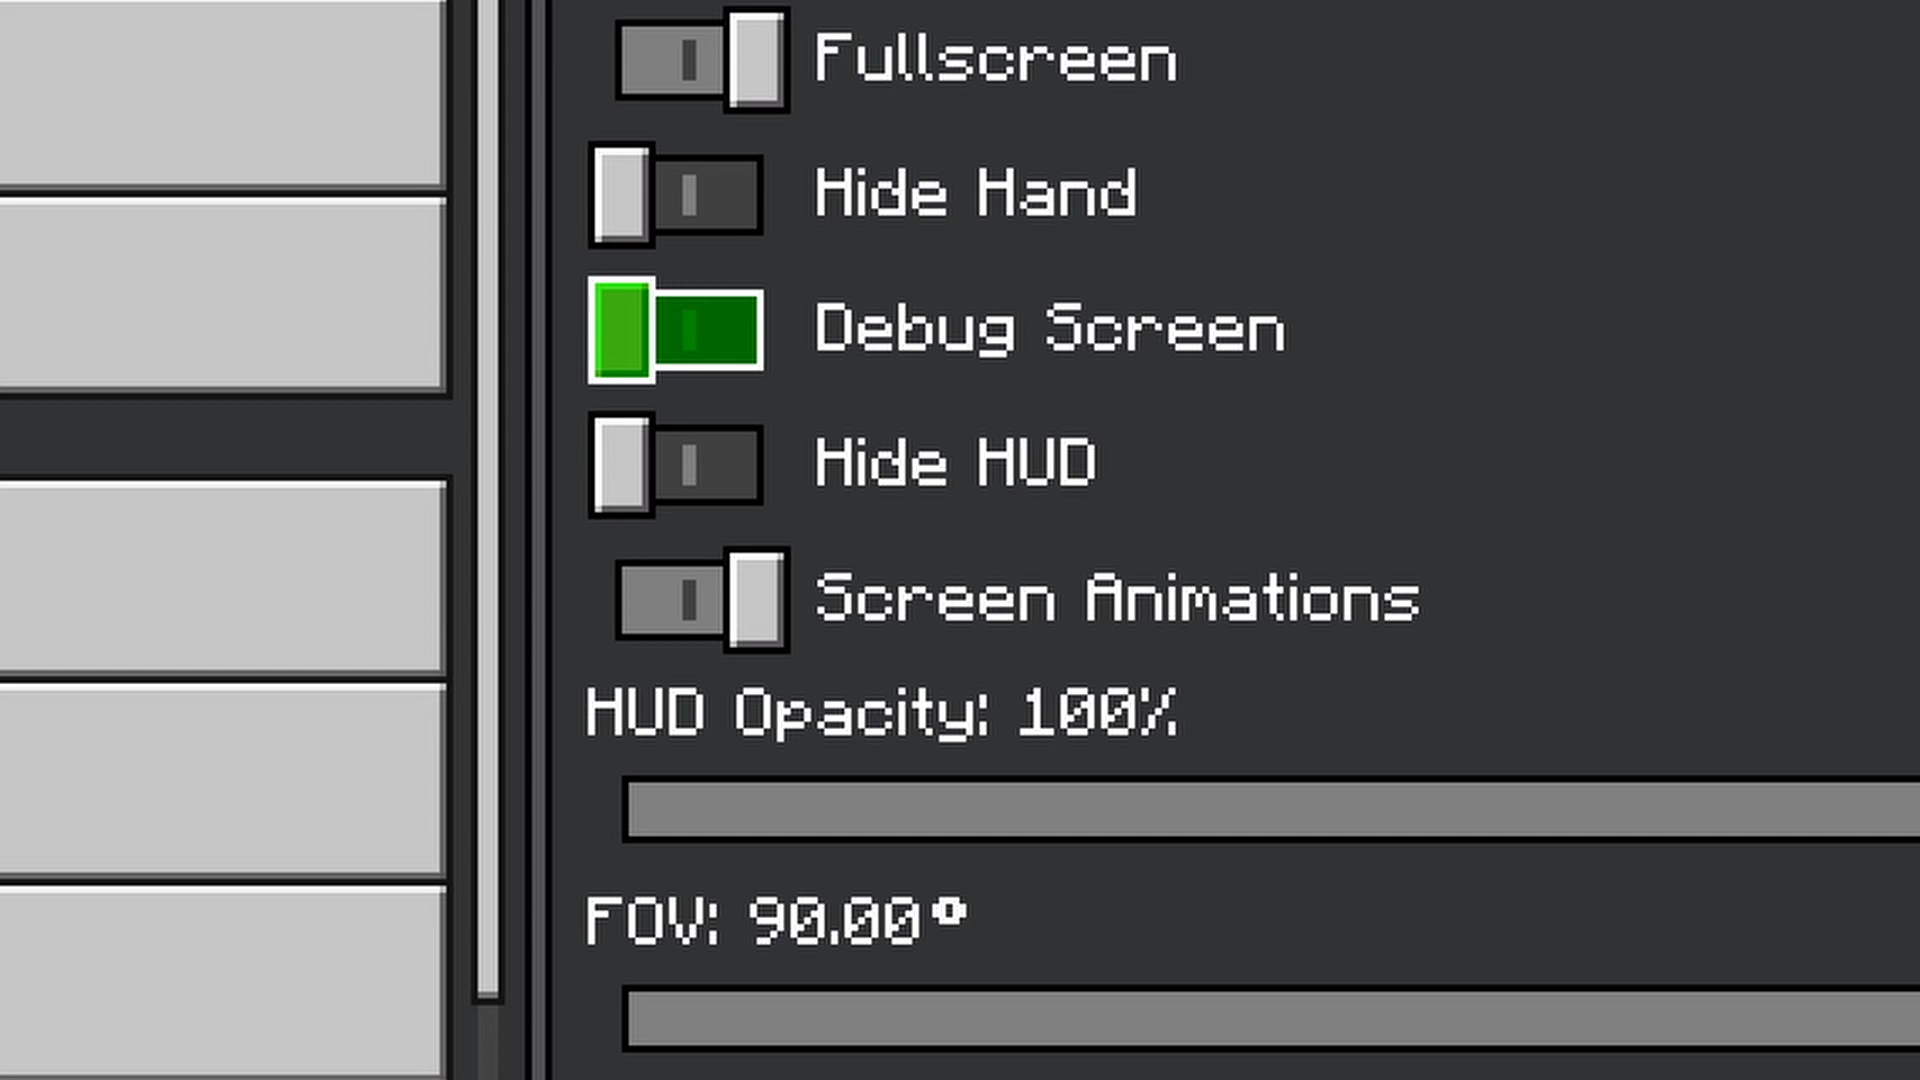 Fullscreen
Hide Hand
Debug Screen
Hide HUD
Screen Animations
HUD Opacity: 100%
FOV: 90.00°